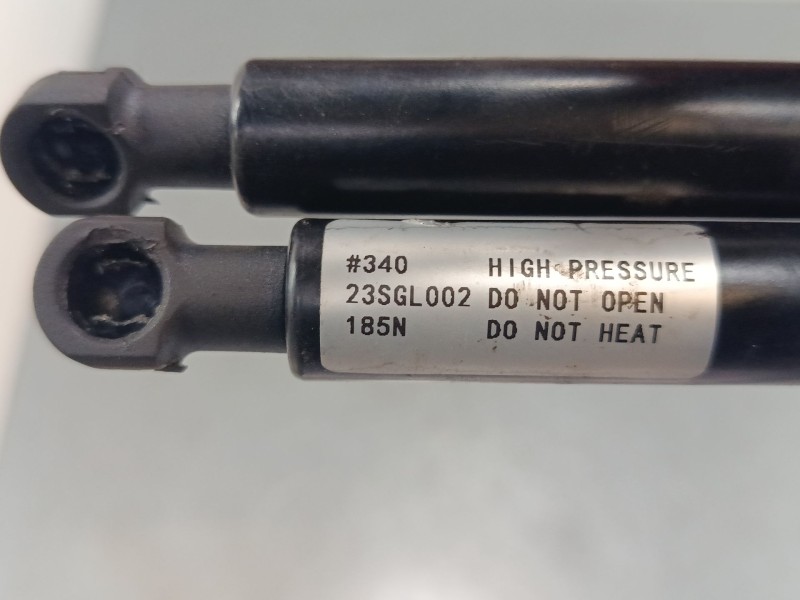 #340 HIGH PRESSURE
23SGL002 DO NOT OPEN
185N DO NOT HEAT